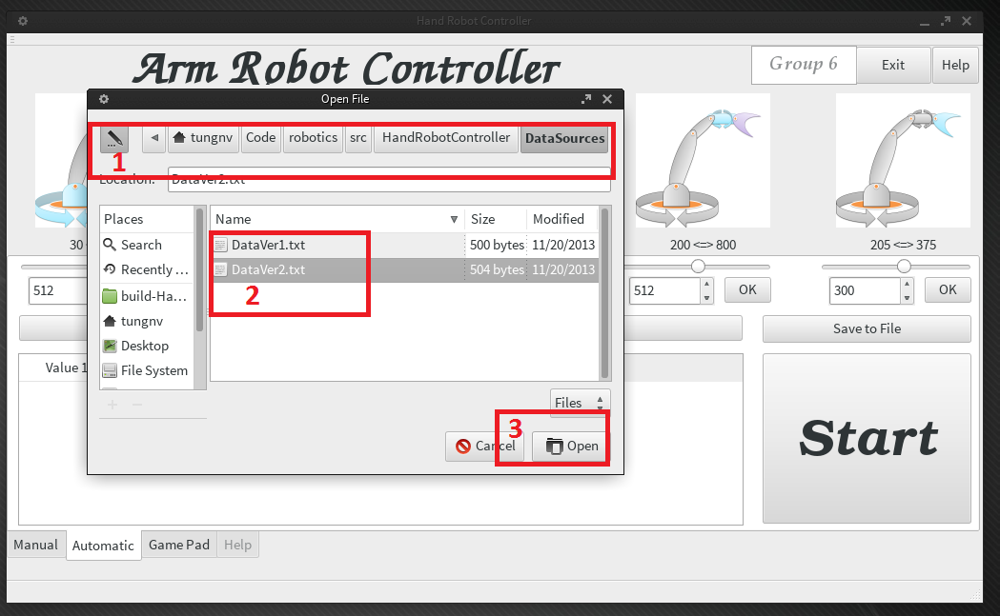 Hand Robot Controller
Arm Robot Controller
Group 6
Exit
Help
Open File
tungnv
Code
robotics
src
HandRobotController
DataSources
1
Location:
DataVer2.txt
Places
Name
Size
Modified
Search
DataVer1.txt
500 bytes
11/20/2013
Recently ...
DataVer2.txt
504 bytes
11/20/2013
2
build-Ha...
tungnv
Desktop
File System
Files
3
Cancel
Open
30
200 <=> 800
205 <=> 375
512
512
OK
300
OK
Save to File
Value 1
Start
Manual
Automatic
Game Pad
Help